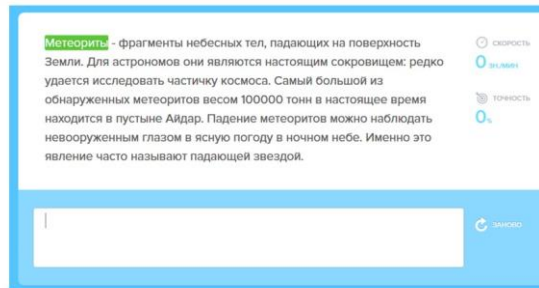 Метеориты - фрагменты небесных тел, падающих на поверхность
Земли. Для астрономов они являются настоящим сокровищем: редко
удается исследовать частичку космоса. Самый большой из
обнаруженных метеоритов весом 100000 тонн в настоящее время
находится в пустыне Айдар. Падение метеоритов можно наблюдать
невооруженным глазом в ясную погоду в ночном небе. Именно это
явление часто называют падающей звездой.
СКОРОСТЬ
0 зн./мин
ТОЧНОСТЬ
0%
ЗАНОВО